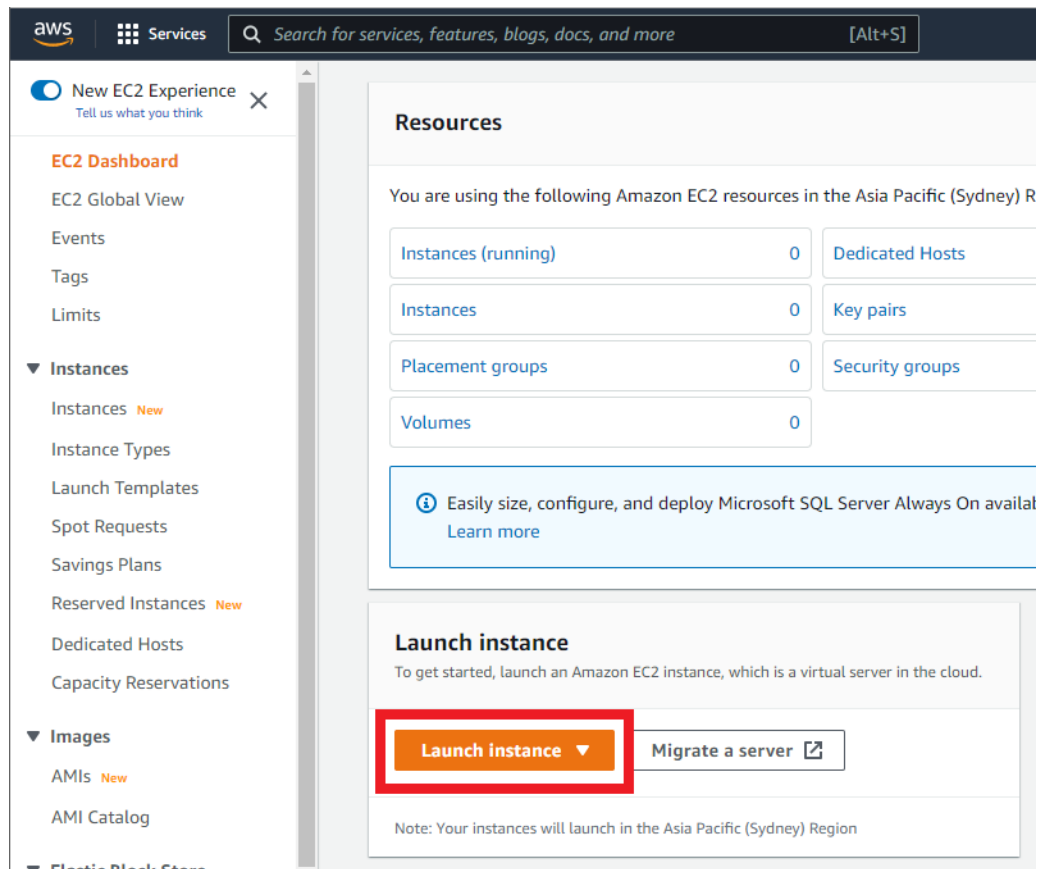 aws
Services
Search for services, features, blogs, docs, and more [Alt+S]
New EC2 Experience
Tell us what you think
EC2 Dashboard
EC2 Global View
Events
Tags
Limits
Instances
Instances New
Instance Types
Launch Templates
Spot Requests
Savings Plans
Reserved Instances New
Dedicated Hosts
Capacity Reservations
Images
AMIs New
AMI Catalog
Elastic Block Store
Resources
You are using the following Amazon EC2 resources in the Asia Pacific (Sydney) R
Instances (running) 0
Dedicated Hosts
Instances 0
Key pairs
Placement groups 0
Security groups
Volumes 0
Easily size, configure, and deploy Microsoft SQL Server Always On availab
Learn more
Launch instance
To get started, launch an Amazon EC2 instance, which is a virtual server in the cloud.
Launch instance
Migrate a server
Note: Your instances will launch in the Asia Pacific (Sydney) Region